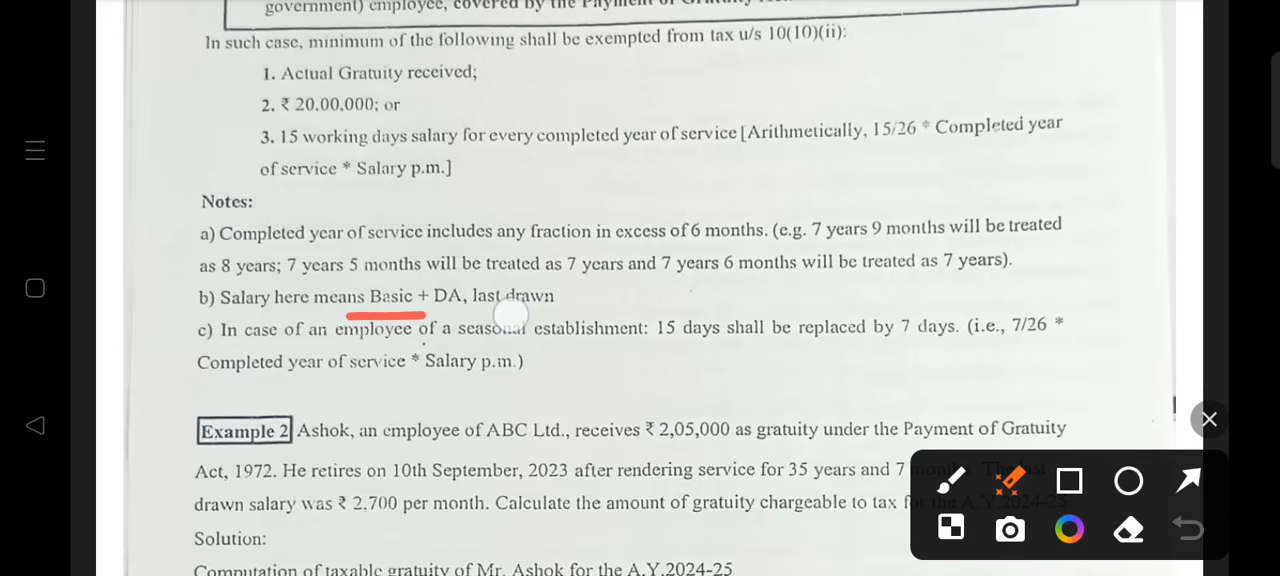 government) employee, covered by the Payment of
In such case, minimum of the following shall be exempted from tax u/s 10(10)(ii):
1. Actual Gratuity received;
2. ₹ 20,00,000; or
3. 15 working days salary for every completed year of service [Arithmetically, 15/26 * Completed year
of service * Salary p.m.]
Notes:
a) Completed year of service includes any fraction in excess of 6 months. (e.g. 7 years 9 months will be treated
as 8 years; 7 years 5 months will be treated as 7 years and 7 years 6 months will be treated as 7 years).
b) Salary here means Basic + DA, last drawn
c) In case of an employee of a seasonal establishment: 15 days shall be replaced by 7 days. (i.e., 7/26 *
Completed year of service * Salary p.m.)
Example 2 Ashok, an employee of ABC Ltd., receives ₹ 2,05,000 as gratuity under the Payment of Gratuity
Act, 1972. He retires on 10th September, 2023 after rendering service for 35 years and 7 months. The last
drawn salary was ₹ 2,700 per month. Calculate the amount of gratuity chargeable to tax for the A.Y.2024-25
Solution:
Computation of taxable gratuity of Mr. Ashok for the A.Y.2024-25